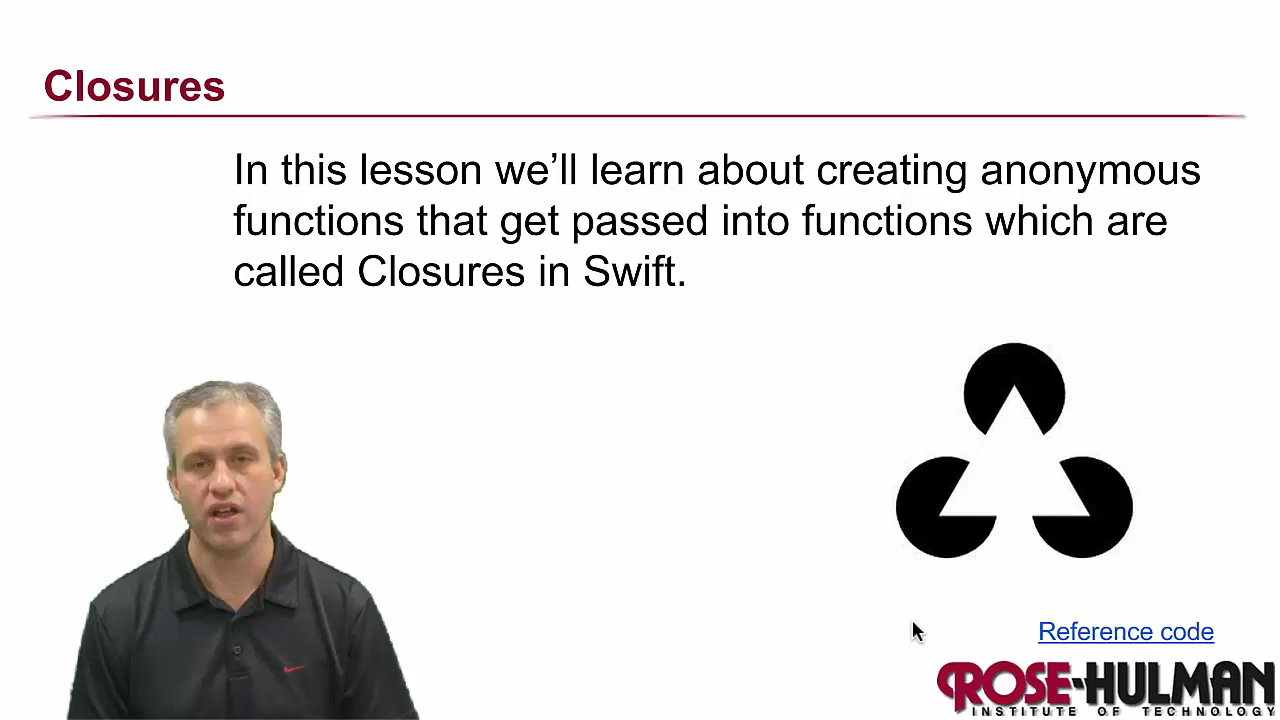 Closures
In this lesson we’ll learn about creating anonymous
functions that get passed into functions which are
called Closures in Swift.
Reference code
ROSE-HULMAN
INSTITUTE OF TECHNOLOGY